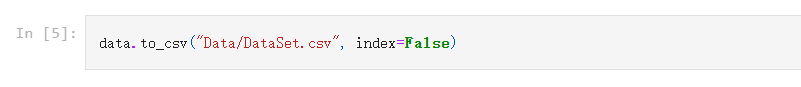 In [5]: data.to_csv("Data/DataSet.csv", index=False)